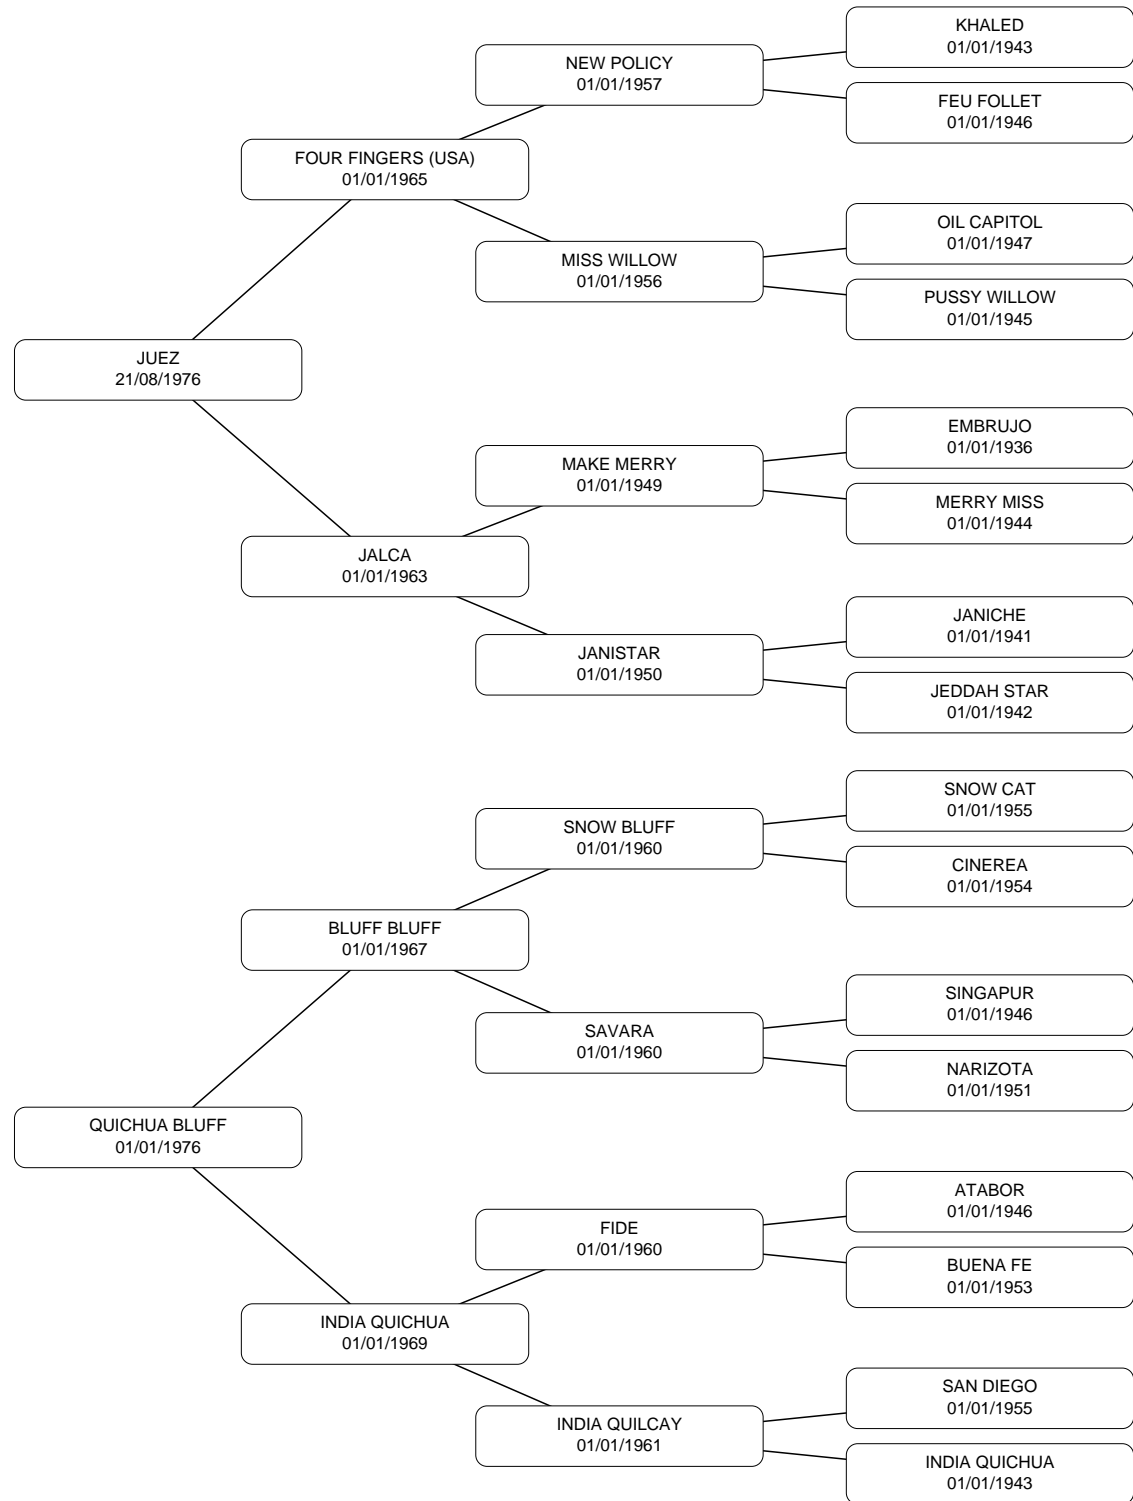 KHALED
01/01/1943
NEW POLICY
01/01/1957
FEU FOLLET
01/01/1946
FOUR FINGERS (USA)
01/01/1965
OIL CAPITOL
01/01/1947
MISS WILLOW
01/01/1956
PUSSY WILLOW
01/01/1945
JUEZ
21/08/1976
EMBRUJO
01/01/1936
MAKE MERRY
01/01/1949
MERRY MISS
01/01/1944
JALCA
01/01/1963
JANICHE
01/01/1941
JANISTAR
01/01/1950
JEDDAH STAR
01/01/1942
SNOW CAT
01/01/1955
SNOW BLUFF
01/01/1960
CINEREA
01/01/1954
BLUFF BLUFF
01/01/1967
SINGAPUR
01/01/1946
SAVARA
01/01/1960
NARIZOTA
01/01/1951
QUICHUA BLUFF
01/01/1976
ATABOR
01/01/1946
FIDE
01/01/1960
BUENA FE
01/01/1953
INDIA QUICHUA
01/01/1969
SAN DIEGO
01/01/1955
INDIA QUILCAY
01/01/1961
INDIA QUICHUA
01/01/1943